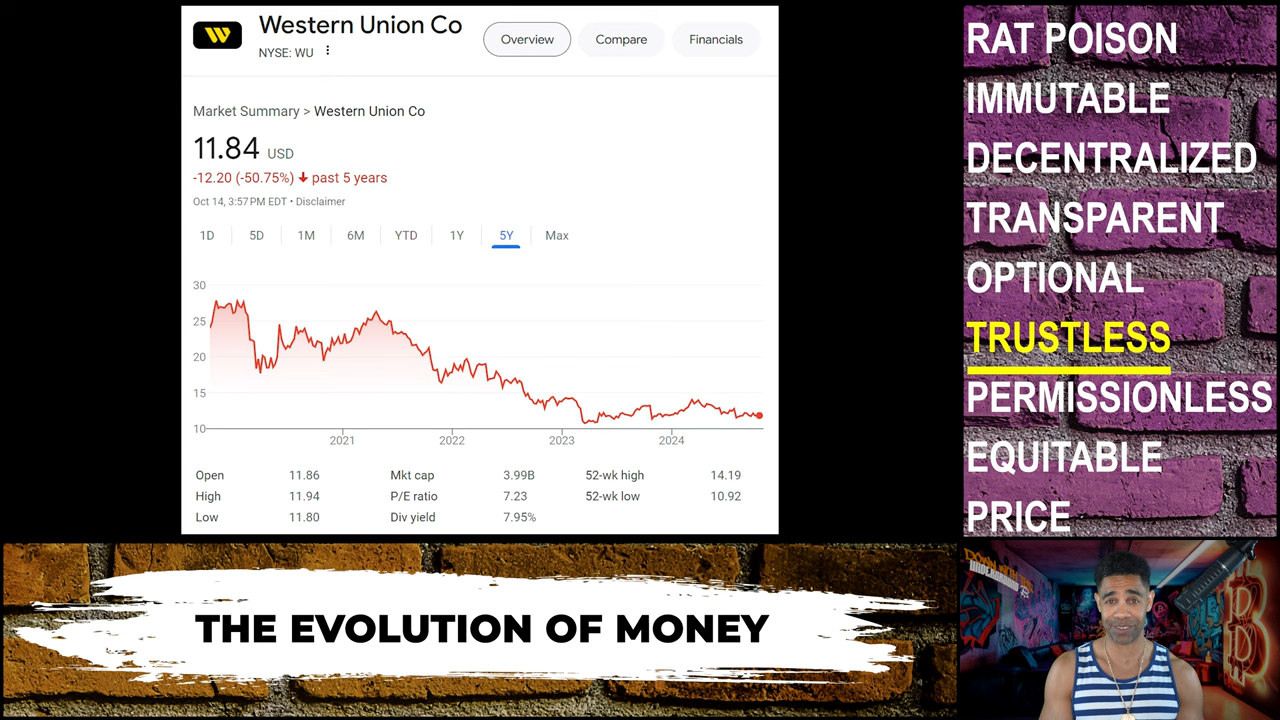 Western Union Co
NYSE: WU
Overview
Compare
Financials
Market Summary > Western Union Co
11.84 USD
-12.20 (-50.75%) ↓ past 5 years
Oct 14, 3:57 PM EDT • Disclaimer
1D 5D 1M 6M YTD 1Y 5Y Max
30
25
20
15
10
2021 2022 2023 2024
Open 11.86 Mkt cap 3.99B 52-wk high 14.19
High 11.94 P/E ratio 7.23 52-wk low 10.92
Low 11.80 Div yield 7.95%
RAT POISON
IMMUTABLE
DECENTRALIZED
TRANSPARENT
OPTIONAL
TRUSTLESS
PERMISSIONLESS
EQUITABLE
PRICE
THE EVOLUTION OF MONEY
UNDERGROUND